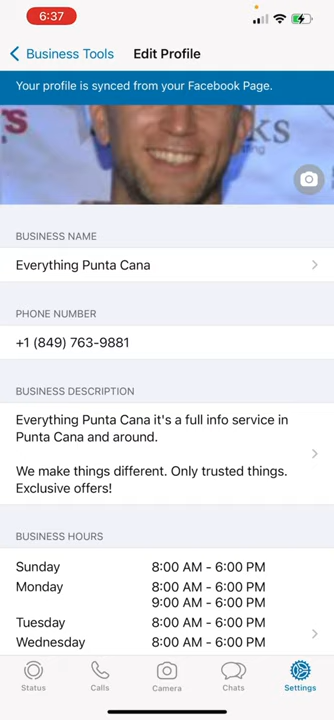 6:37
Business Tools
Edit Profile
Your profile is synced from your Facebook Page.
BUSINESS NAME
Everything Punta Cana
PHONE NUMBER
+1 (849) 763-9881
BUSINESS DESCRIPTION
Everything Punta Cana it's a full info service in
Punta Cana and around.
We make things different. Only trusted things.
Exclusive offers!
BUSINESS HOURS
Sunday 8:00 AM - 6:00 PM
Monday 8:00 AM - 6:00 PM
9:00 AM - 6:00 PM
Tuesday 8:00 AM - 6:00 PM
Wednesday 8:00 AM - 6:00 PM
Status Calls Camera Chats Settings